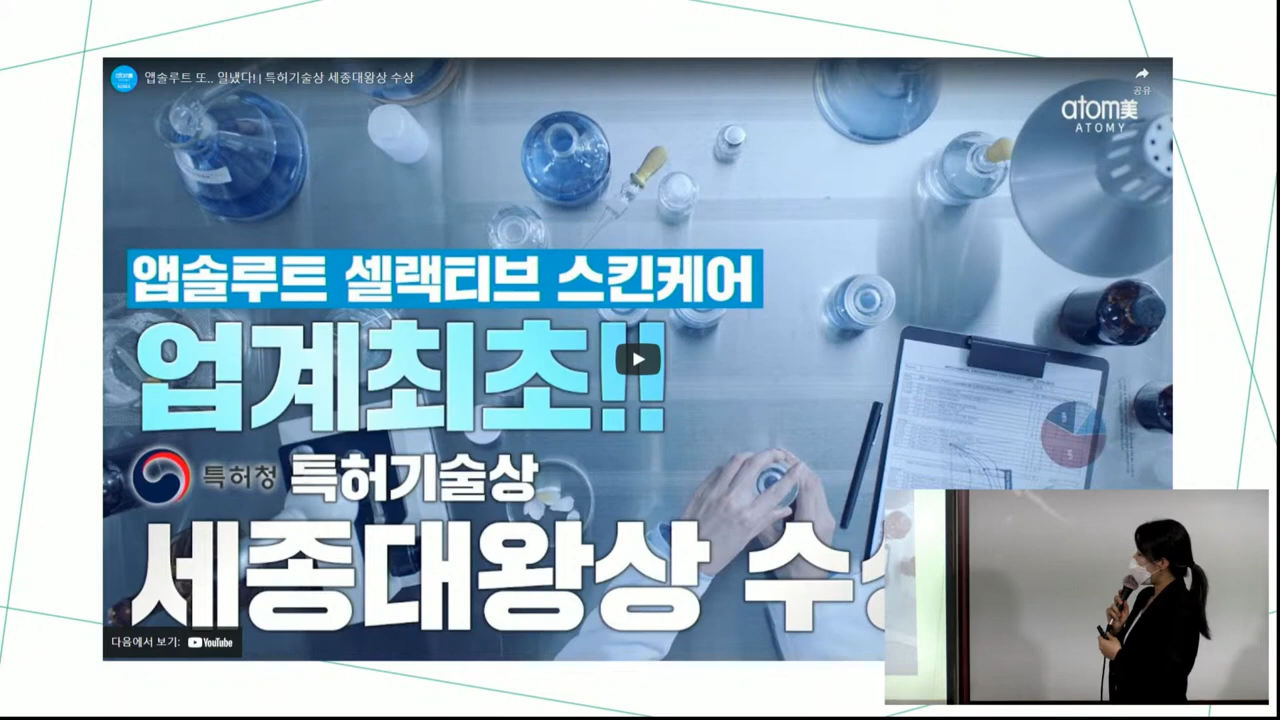 앱솔루트 또.. 일냈다! | 특허기술상 세종대왕상 수상
공유
atom美
ATOMY
앱솔루트 셀랙티브 스킨케어
업계최초!!
특허청 특허기술상
세종대왕상 수상
다음에서 보기: YouTube